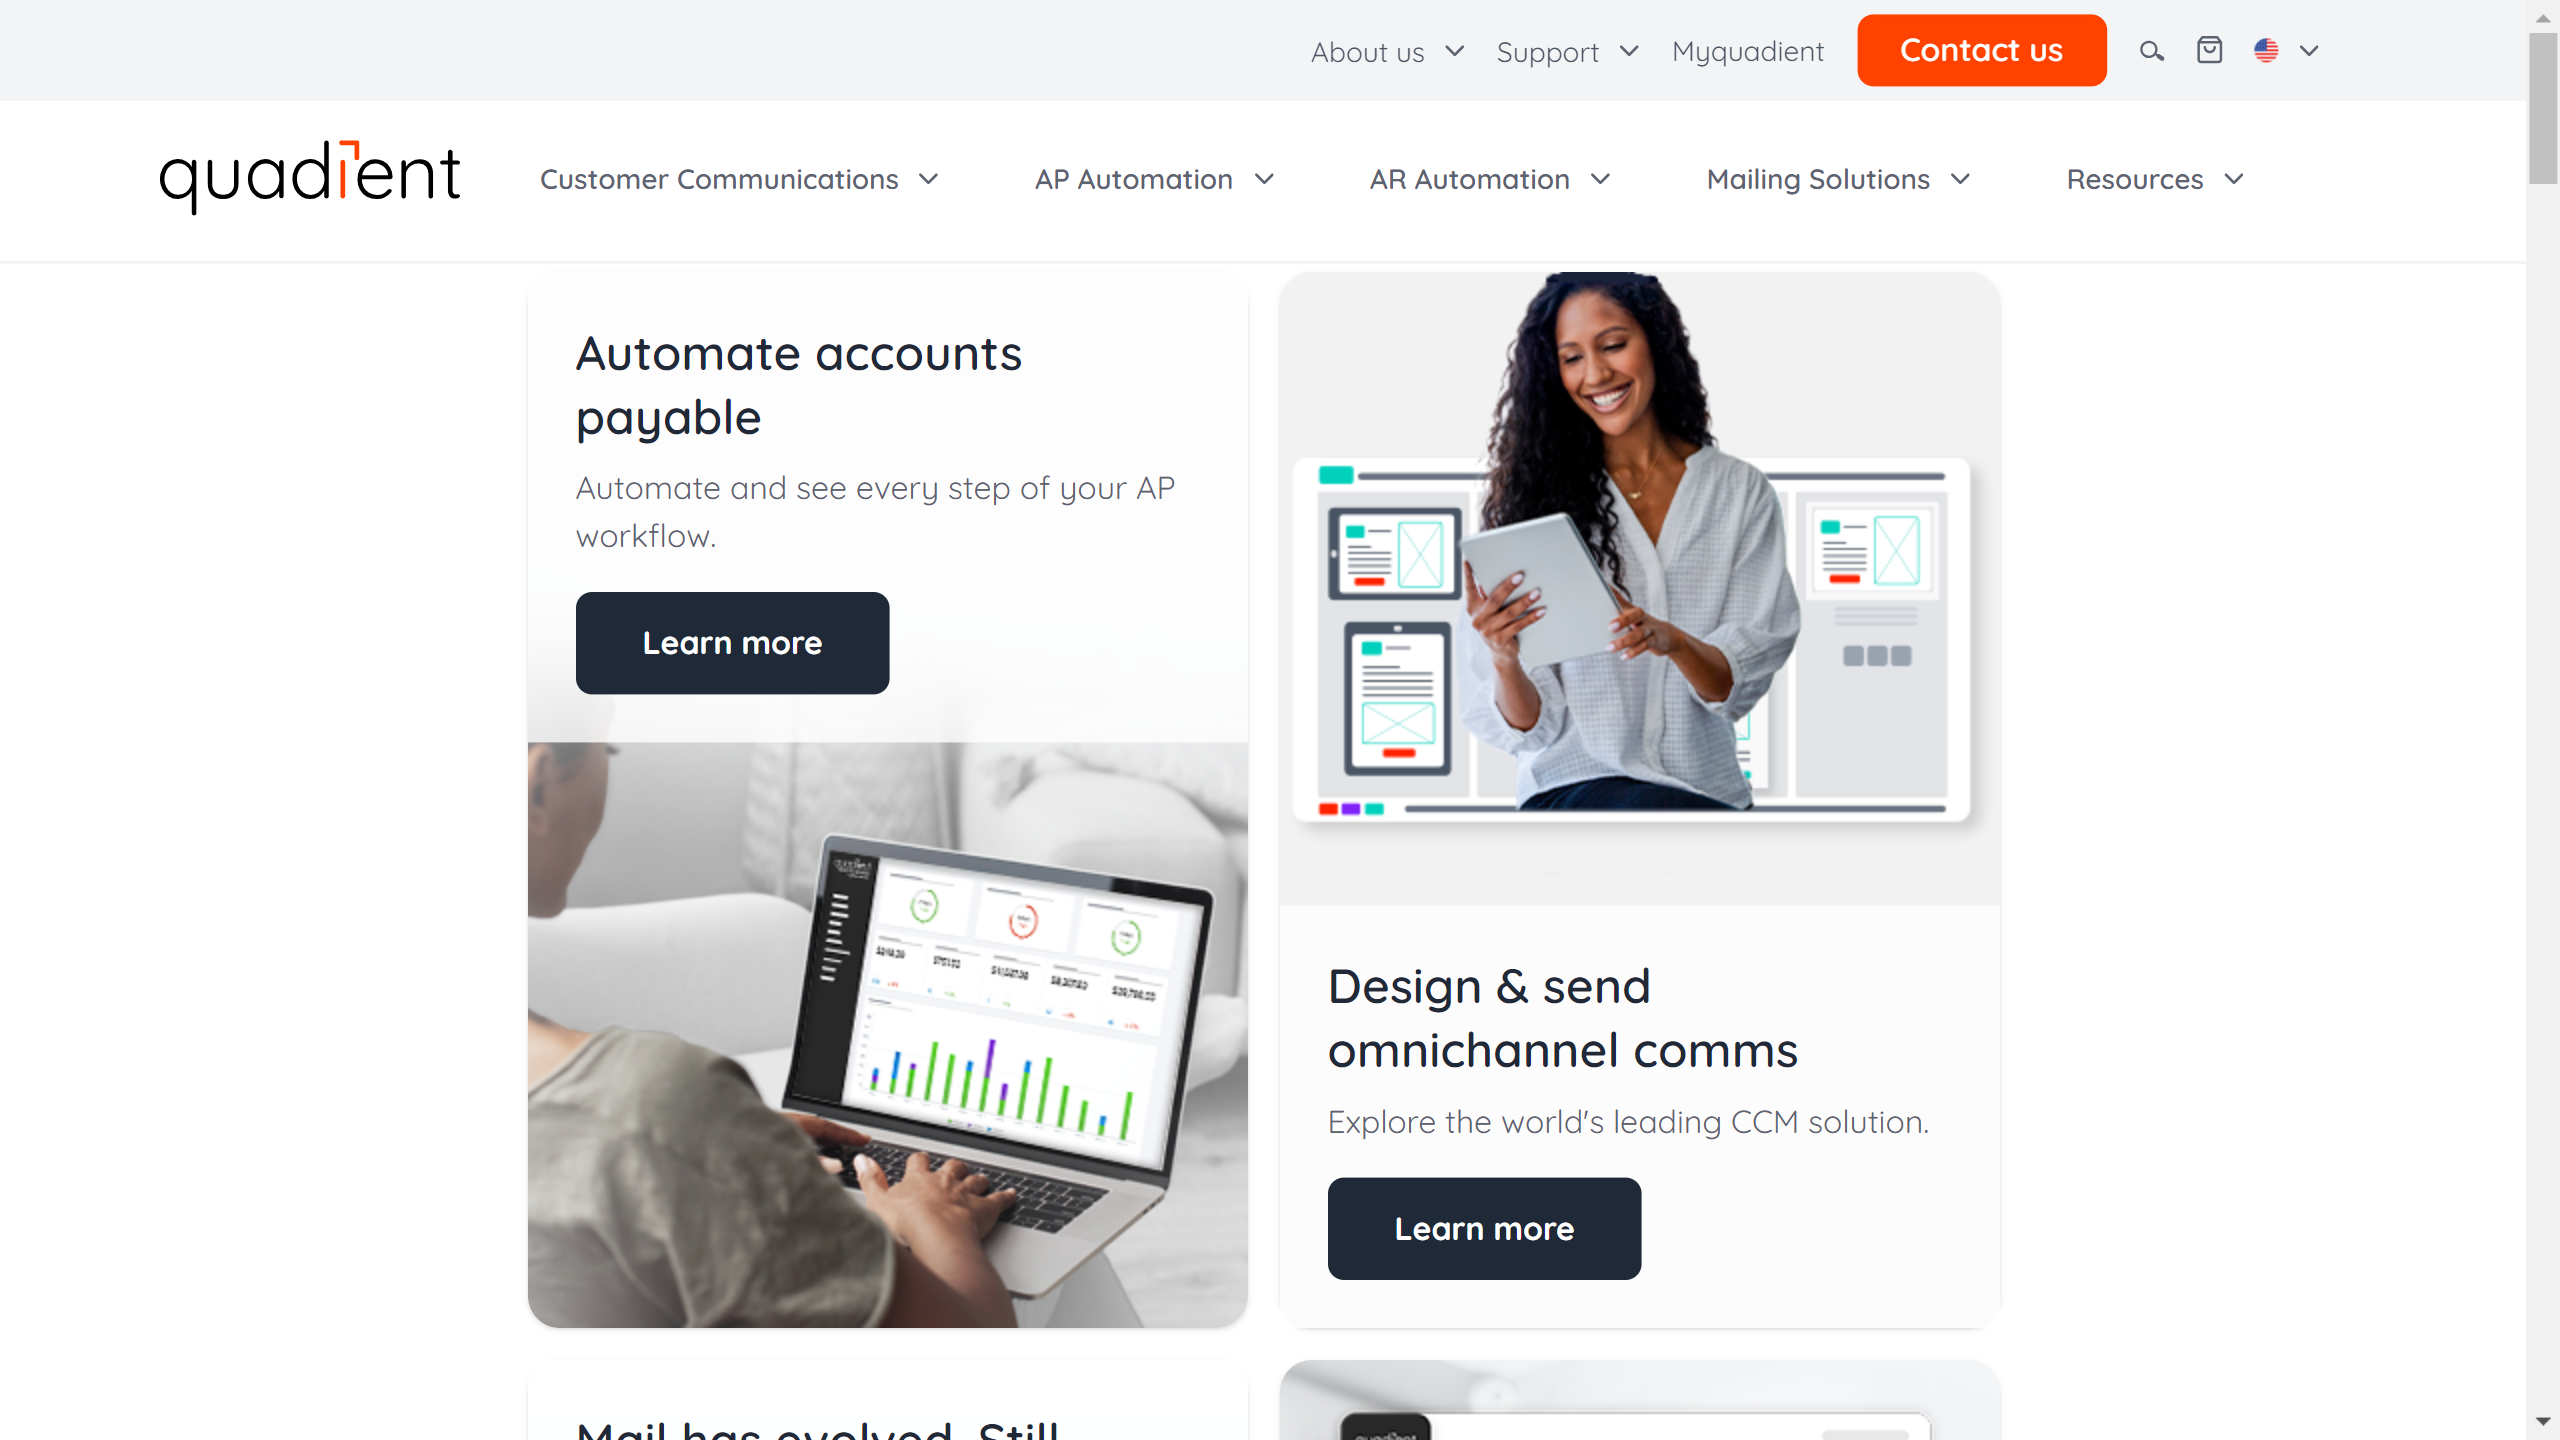 About us
Support
Myquadient
Contact us
quadient
Customer Communications
AP Automation
AR Automation
Mailing Solutions
Resources
Automate accounts
payable
Automate and see every step of your AP
workflow.
Learn more
quadient
Design & send
omnichannel comms
Explore the world's leading CCM solution.
Learn more
Mail has evolved. Still
quadient